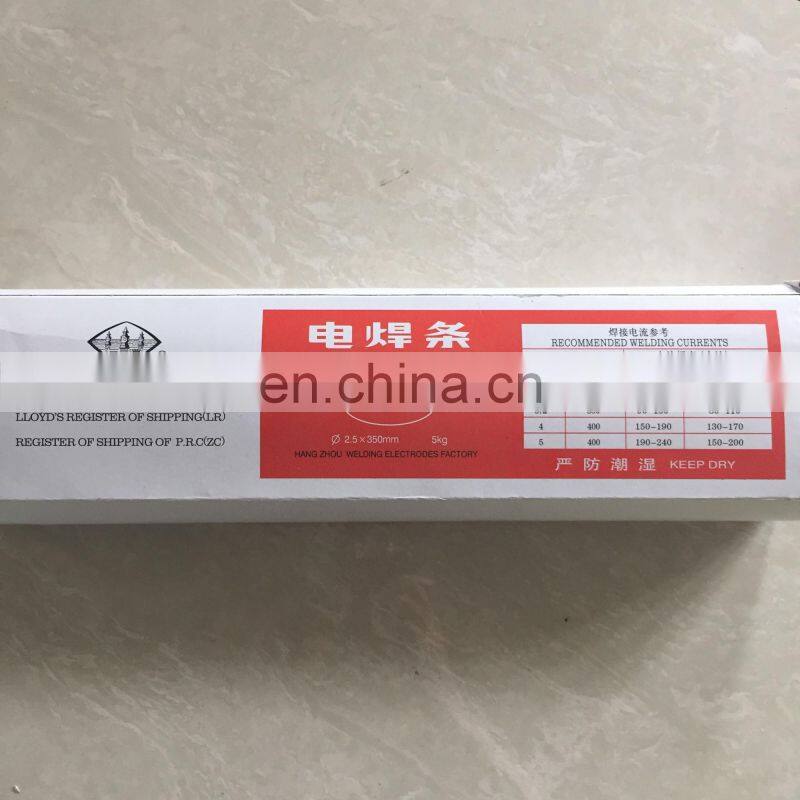 电焊条
焊接电流参考
RECOMMENDED WELDING CURRENTS
en.china.cn
LLOYD'S REGISTER OF SHIPPING(LR)
REGISTER OF SHIPPING OF P.R.C(ZC)
Ø 2.5×350mm 5kg
HANG ZHOU WELDING ELECTRODES FACTORY
4 400 150-190 130-170
5 400 190-240 150-200
严防潮湿 KEEP DRY